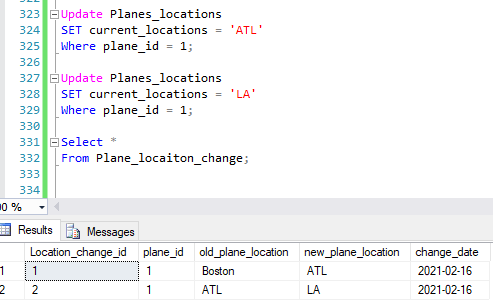 322
323 Update Planes_locations
324 SET current_locations = 'ATL'
325 Where plane_id = 1;
326
327 Update Planes_locations
328 SET current_locations = 'LA'
329 Where plane_id = 1;
330
331 Select *
332 From Plane_locaiton_change;
333
334
00 %
Results Messages
Location_change_id plane_id old_plane_location new_plane_location change_date
1 1 1 Boston ATL 2021-02-16
2 2 1 ATL LA 2021-02-16